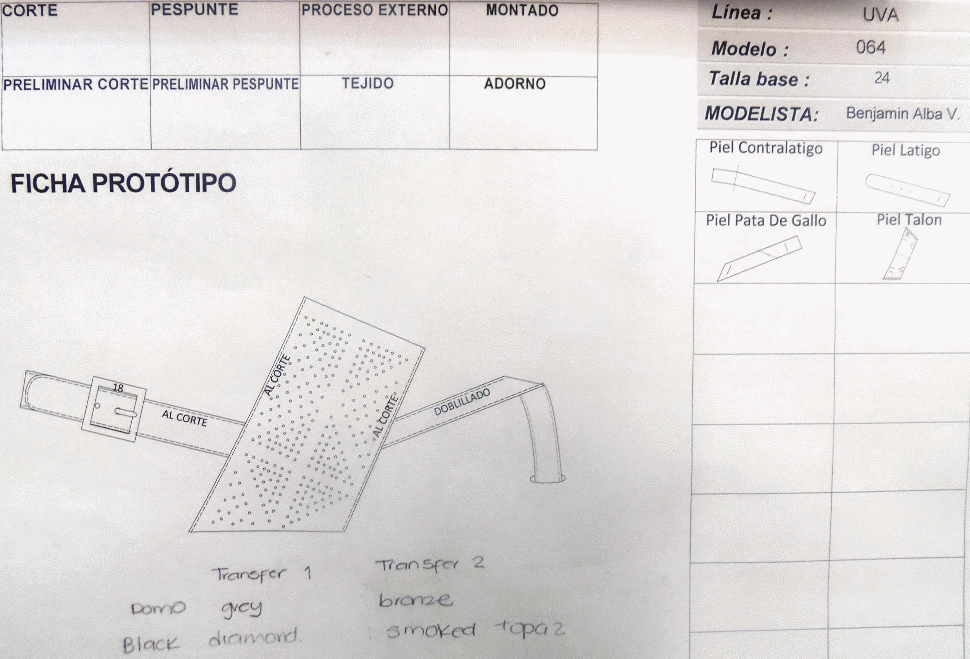 CORTE PESPUNTE PROCESO EXTERNO MONTADO
PRELIMINAR CORTE PRELIMINAR PESPUNTE TEJIDO ADORNO
FICHA PROTÓTIPO
Línea : UVA
Modelo : 064
Talla base : 24
MODELISTA: Benjamin Alba V.
Piel Contralatigo Piel Latigo
Piel Pata De Gallo Piel Talon
18
AL CORTE
AL CORTE
AL CORTE
DOBLILLADO
Transfer 1 Transfer 2
Domo grey bronze
Black diamond. smoked topaz